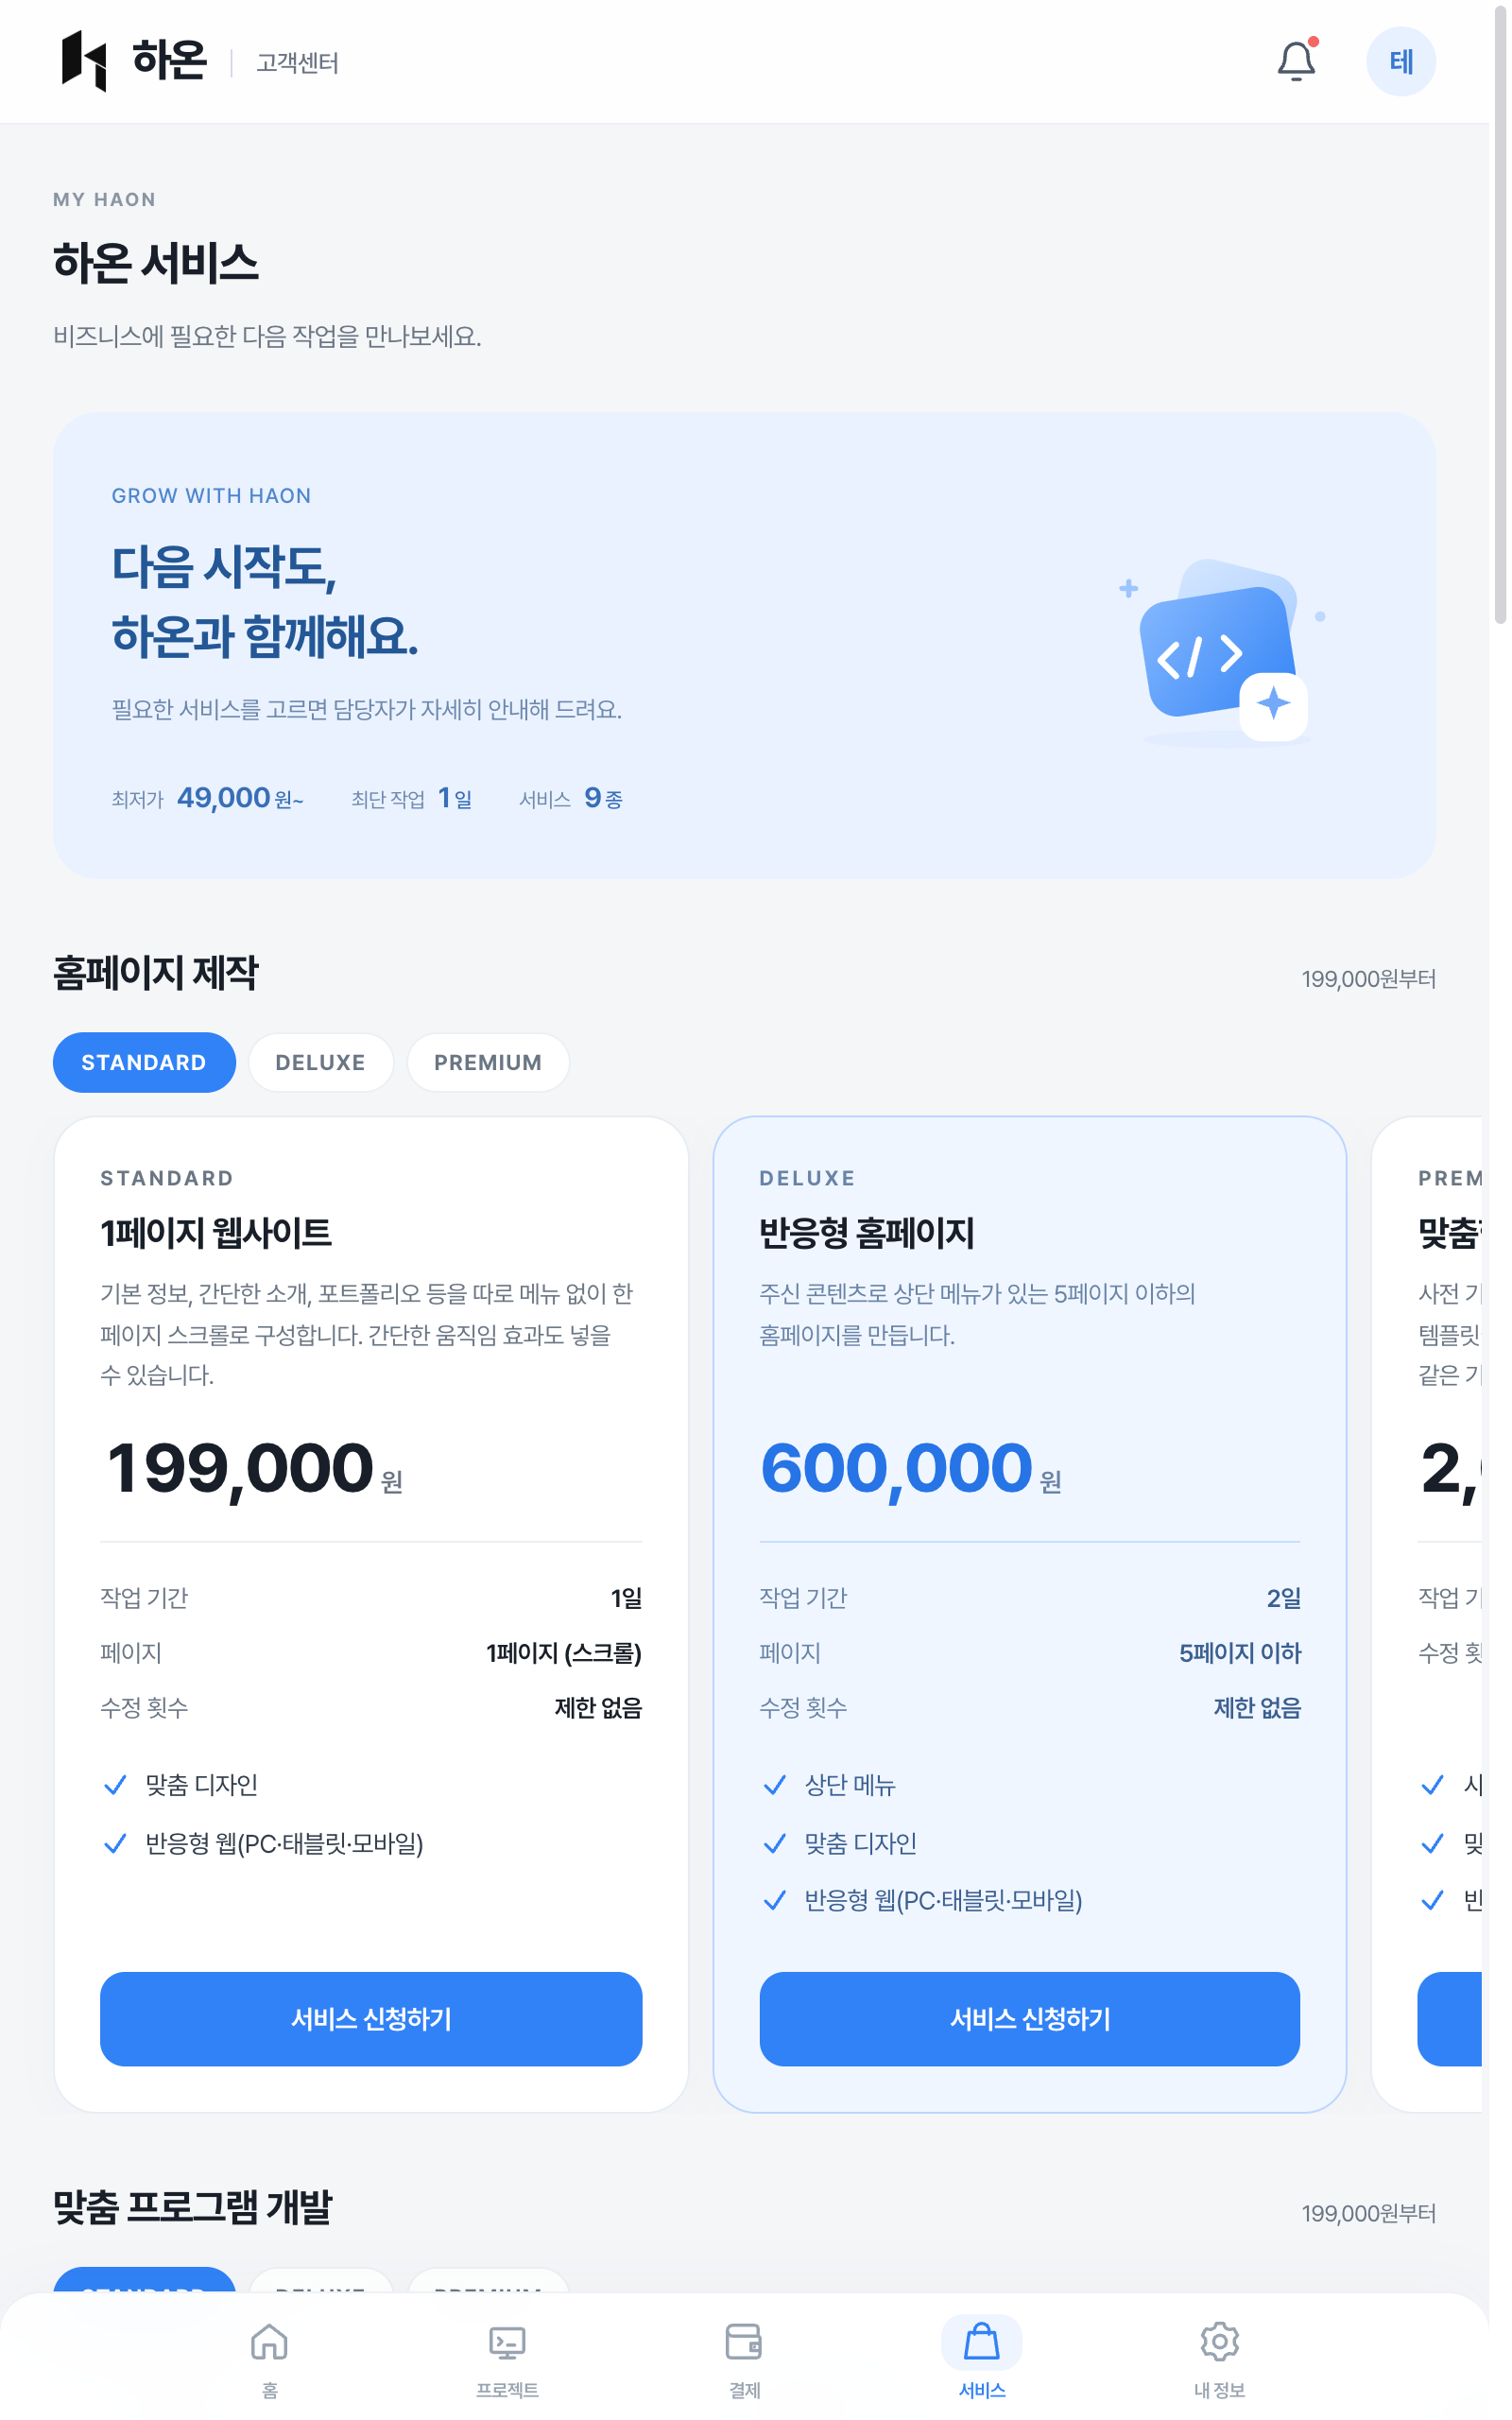 하온
고객센터
테
MY HAON
하온 서비스
비즈니스에 필요한 다음 작업을 만나보세요.
GROW WITH HAON
다음 시작도,
하온과 함께해요.
필요한 서비스를 고르면 담당자가 자세히 안내해 드려요.
최저가 49,000원~ 최단 작업 1일 서비스 9종
홈페이지 제작
199,000원부터
STANDARD DELUXE PREMIUM
STANDARD
1페이지 웹사이트
기본 정보, 간단한 소개, 포트폴리오 등을 따로 메뉴 없이 한
페이지 스크롤로 구성합니다. 간단한 움직임 효과도 넣을
수 있습니다.
199,000원
작업 기간 1일
페이지 1페이지 (스크롤)
수정 횟수 제한 없음
맞춤 디자인
반응형 웹(PC·태블릿·모바일)
서비스 신청하기
DELUXE
반응형 홈페이지
주신 콘텐츠로 상단 메뉴가 있는 5페이지 이하의
홈페이지를 만듭니다.
600,000원
작업 기간 2일
페이지 5페이지 이하
수정 횟수 제한 없음
상단 메뉴
맞춤 디자인
반응형 웹(PC·태블릿·모바일)
서비스 신청하기
사전
템플릿
같은
2,
작업
수정
맞춤 프로그램 개발
199,000원부터
STANDARD DELUXE PREMIUM
홈
프로젝트
결제
서비스
내 정보